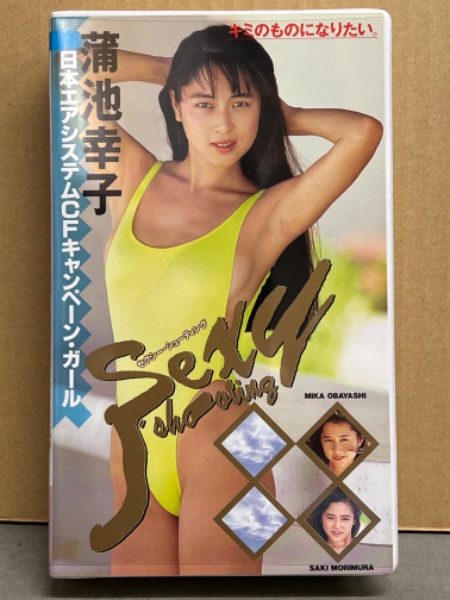 キミのものになりたい。
蒲池幸子
日本エアシステムCFキャンペーン・ガール
セクシー・シューティング
Sexy
shooting
MIKA OBAYASHI
SAKI MORIMURA